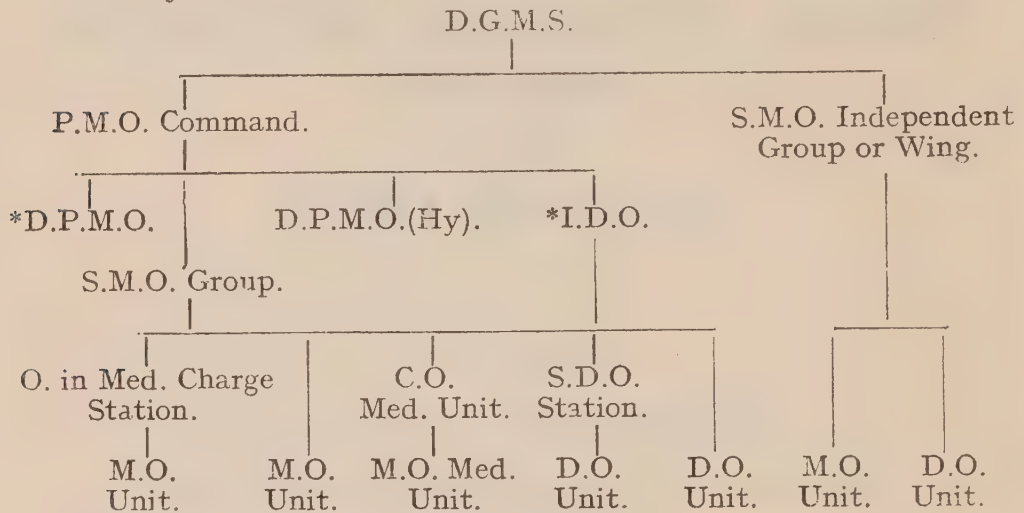 D.G.M.S.
P.M.O. Command.
S.M.O. Independent
Group or Wing.
*D.P.M.O.
D.P.M.O.(Hy).
*I.D.O.
S.M.O. Group.
O. in Med. Charge
Station.
C.O.
Med. Unit.
S.D.O.
Station.
M.O.
Unit.
M.O.
Unit.
M.O. Med.
Unit.
D.O.
Unit.
D.O.
Unit.
M.O.
Unit.
D.O.
Unit.